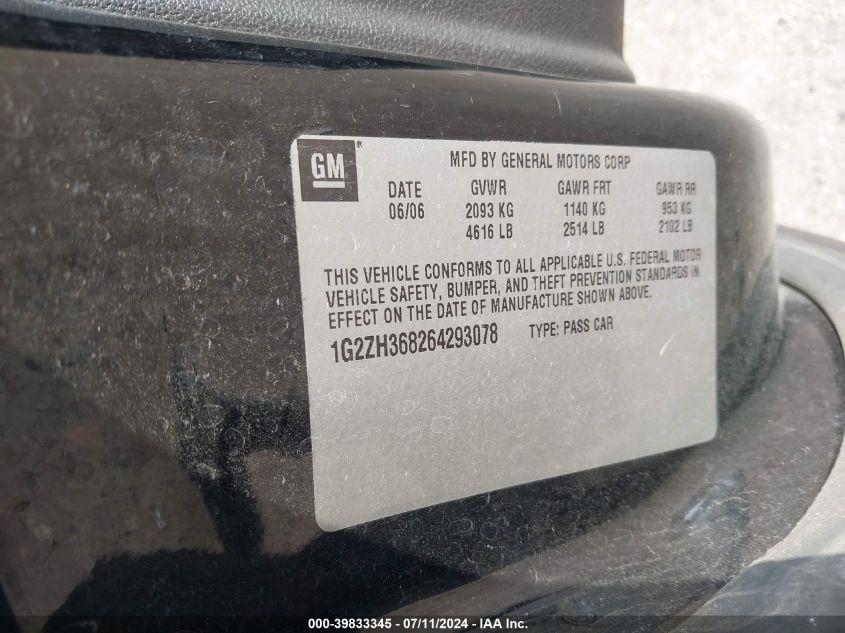 GM®
MFD BY GENERAL MOTORS CORP
DATE GVWR GAWR FRT GAWR RR
06/06 2093 KG 1140 KG 953 KG
4616 LB 2514 LB 2102 LB
THIS VEHICLE CONFORMS TO ALL APPLICABLE U.S. FEDERAL MOTOR
VEHICLE SAFETY, BUMPER, AND THEFT PREVENTION STANDARDS IN
EFFECT ON THE DATE OF MANUFACTURE SHOWN ABOVE.
1G2ZH368264293078 TYPE: PASS CAR
000-39833345 - 07/11/2024 - IAAI.COM